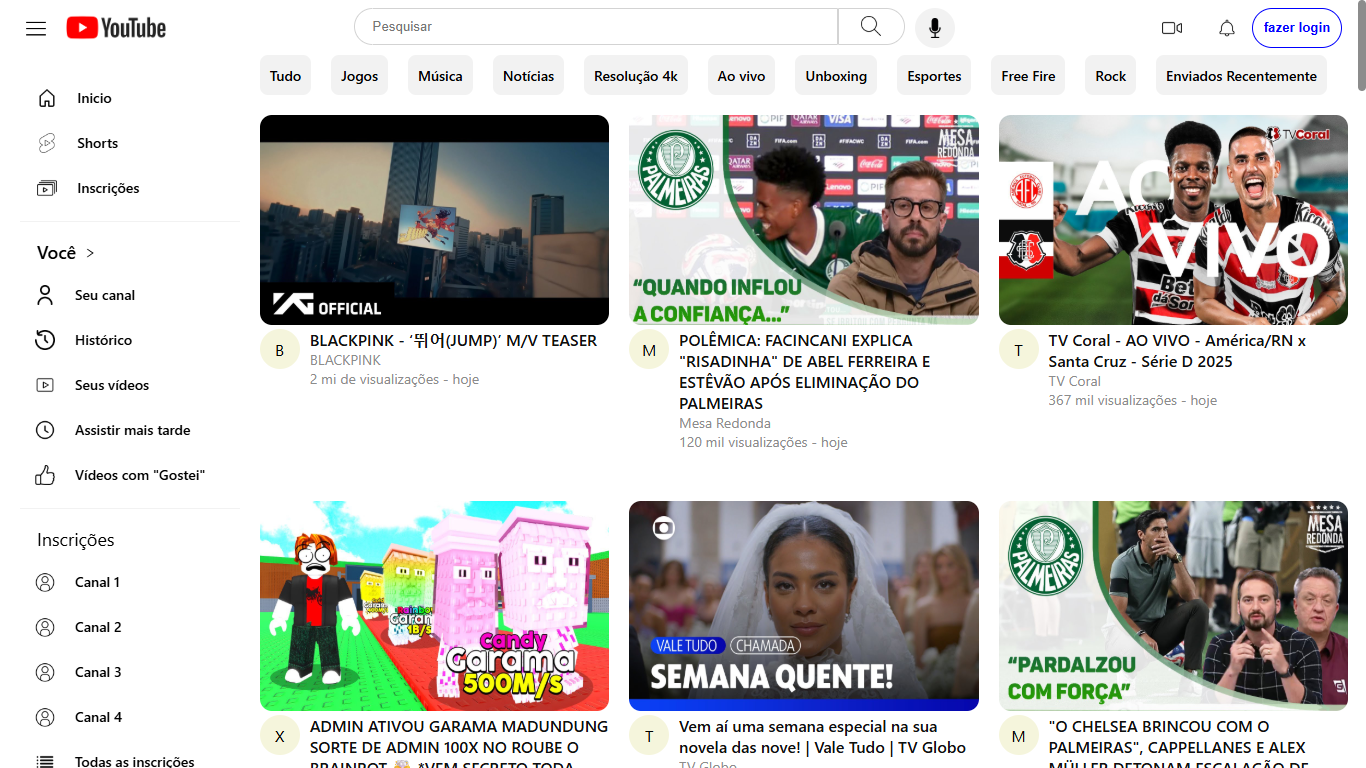 YouTube
Pesquisar
fazer login
Tudo
Jogos
Música
Notícias
Resolução 4k
Ao vivo
Unboxing
Esportes
Free Fire
Rock
Enviados Recentemente
Inicio
Shorts
Inscrições
Você >
Seu canal
Histórico
Seus vídeos
Assistir mais tarde
Vídeos com "Gostei"
Inscrições
Canal 1
Canal 2
Canal 3
Canal 4
Todas as inscrições
YG OFFICIAL
B
BLACKPINK - ‘뛰어(JUMP)’ M/V TEASER
BLACKPINK
2 mi de visualizações - hoje
PALMEIRAS
MESA
REDONDA
“QUANDO INFLOU
A CONFIANÇA...”
M
POLÊMICA: FACINCANI EXPLICA
"RISADINHA" DE ABEL FERREIRA E
ESTÊVÃO APÓS ELIMINAÇÃO DO
PALMEIRAS
Mesa Redonda
120 mil visualizações - hoje
TV Coral
AO
VIVO
T
TV Coral - AO VIVO - América/RN x
Santa Cruz - Série D 2025
TV Coral
367 mil visualizações - hoje
Candy
Garama
500M/s
X
ADMIN ATIVOU GARAMA MADUNDUNG
SORTE DE ADMIN 100X NO ROUBE O
BRAINROT
*VEM SECRETO TODA
VALE TUDO
CHAMADA
SEMANA QUENTE!
T
Vem aí uma semana especial na sua
novela das nove! | Vale Tudo | TV Globo
TV Globo
PALMEIRAS
MESA
REDONDA
“PARDALZOU
COM FORÇA”
M
"O CHELSEA BRINCOU COM O
PALMEIRAS", CAPPELLANES E ALEX
MÜLLER DETONAM ESCALAÇÃO DE